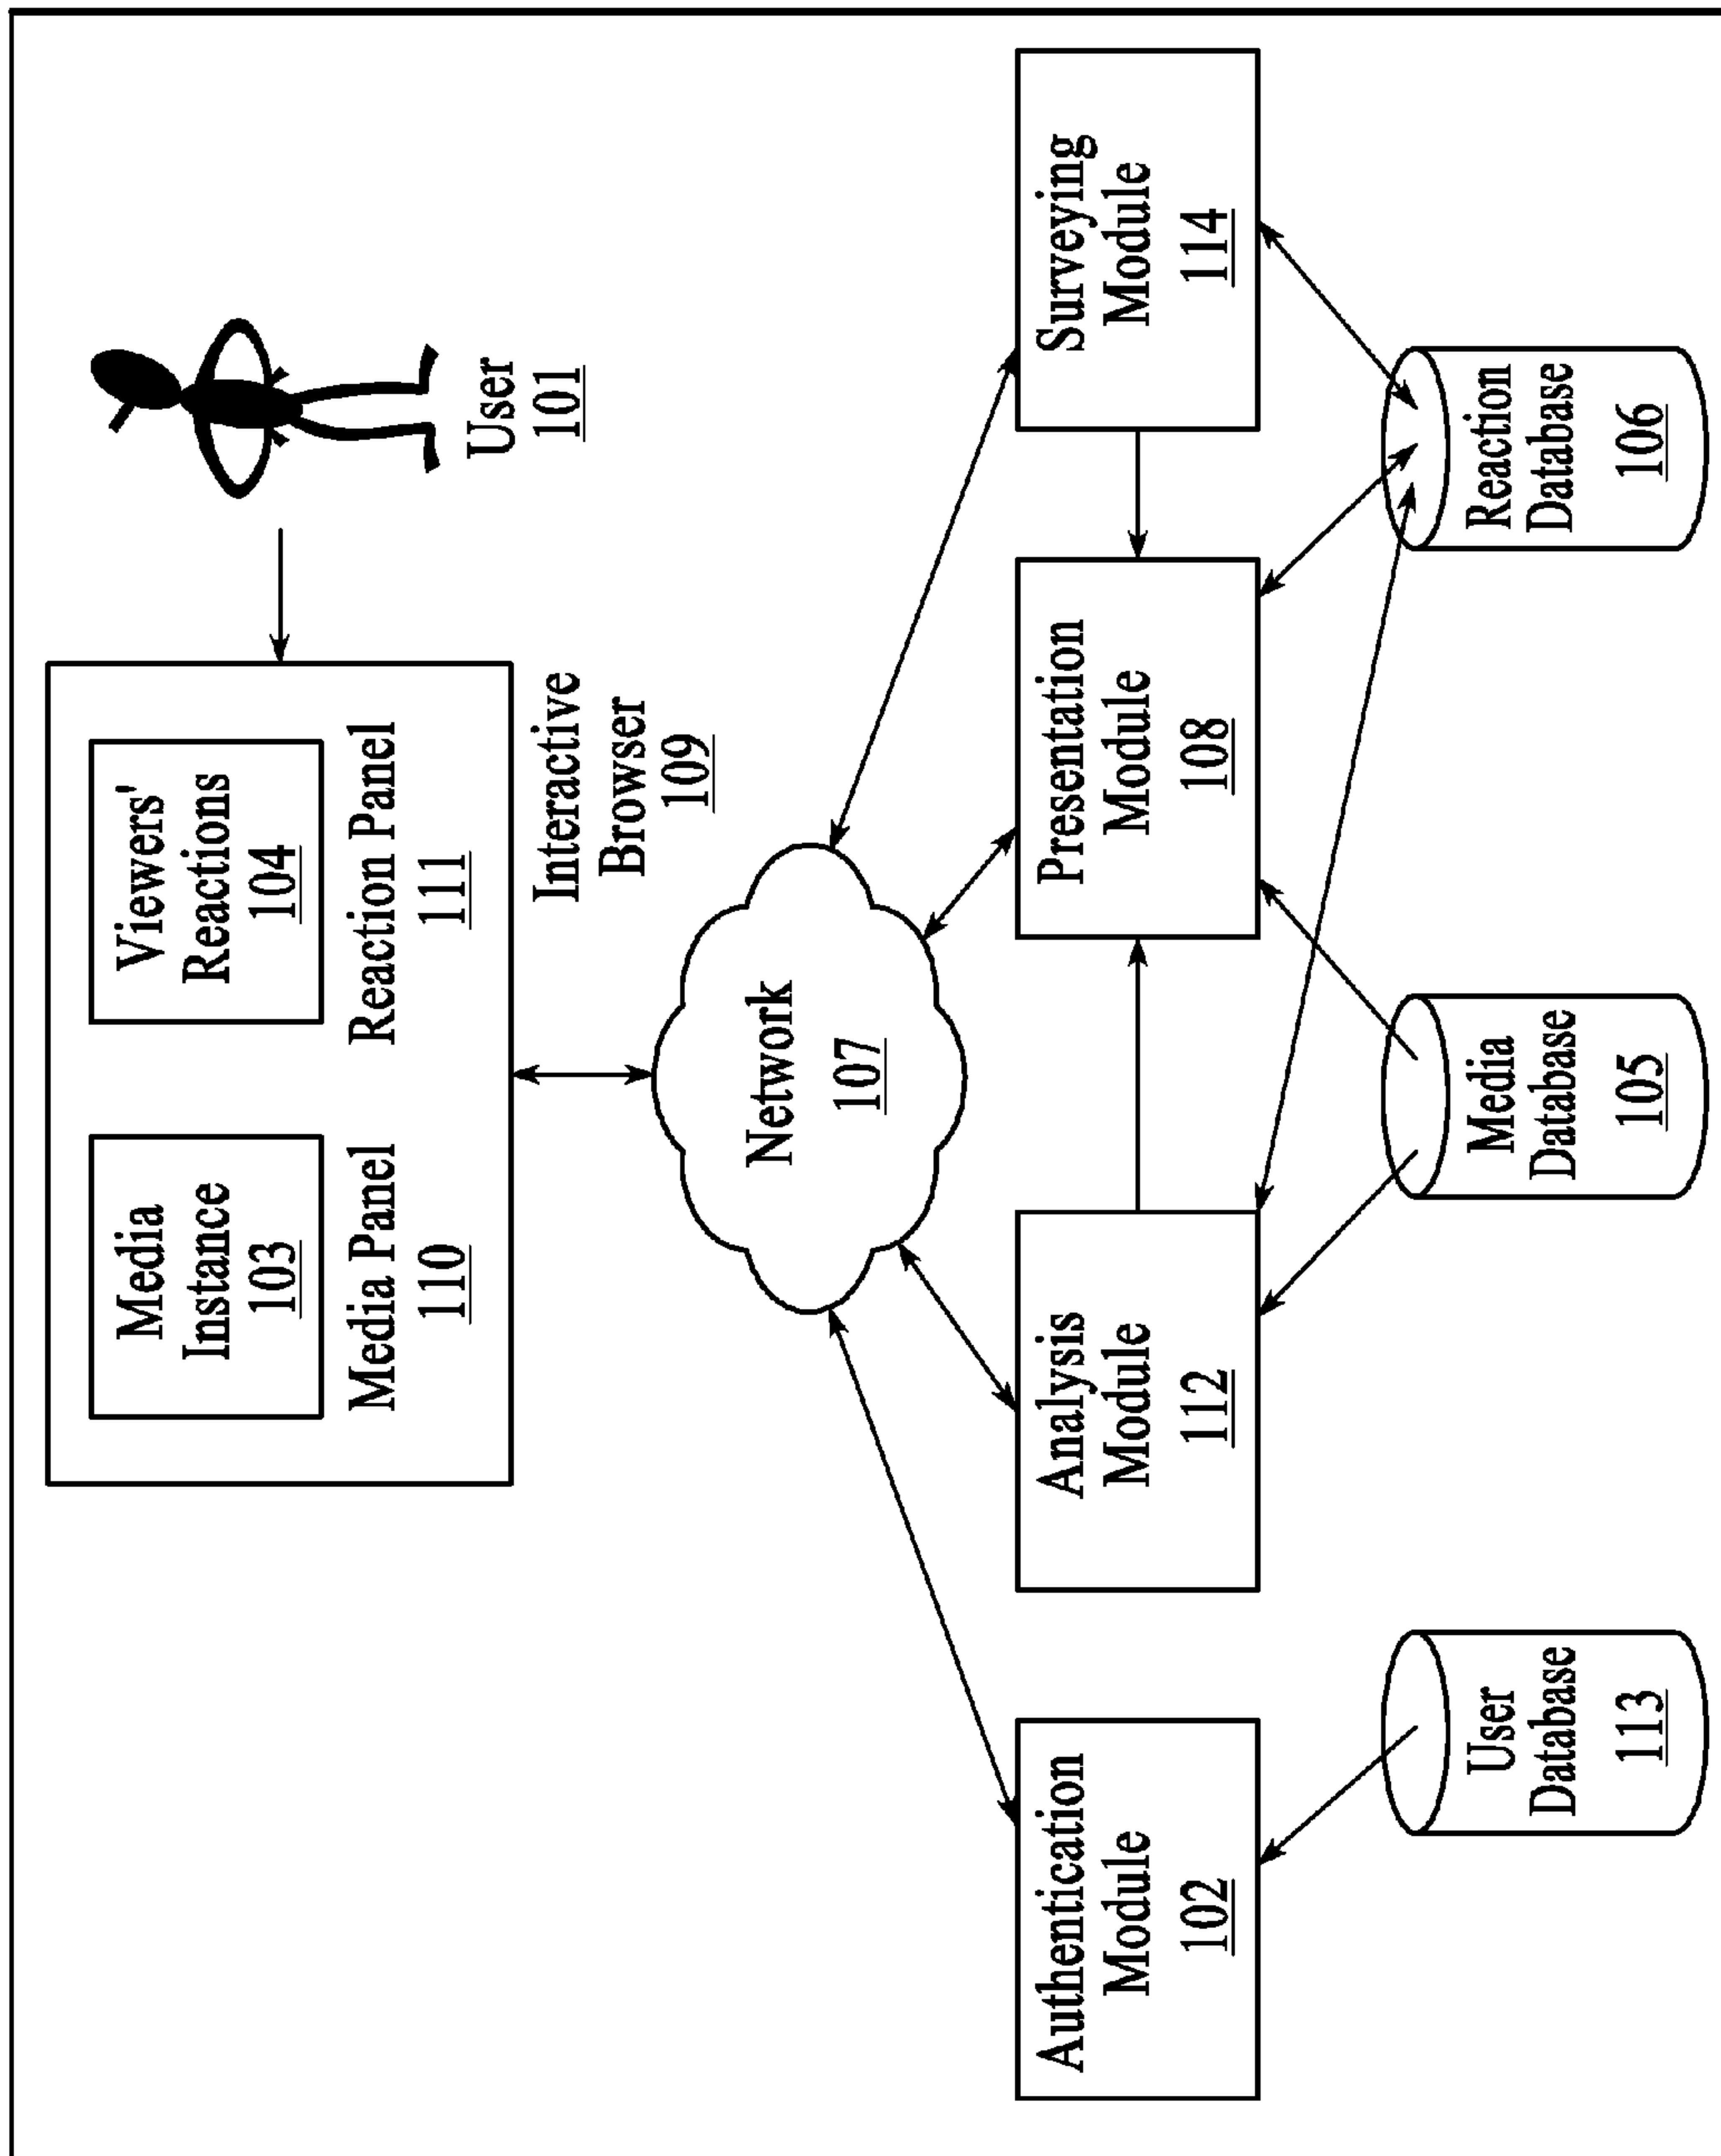 Media
Instance
103
Media Panel
110
Viewers'
Reactions
104
Reaction Panel
111
User
101
Interactive
Browser
109
Network
107
Authentication
Module
102
Analysis
Module
112
Presentation
Module
108
Surveying
Module
114
User
Database
113
Media
Database
105
Reaction
Database
106